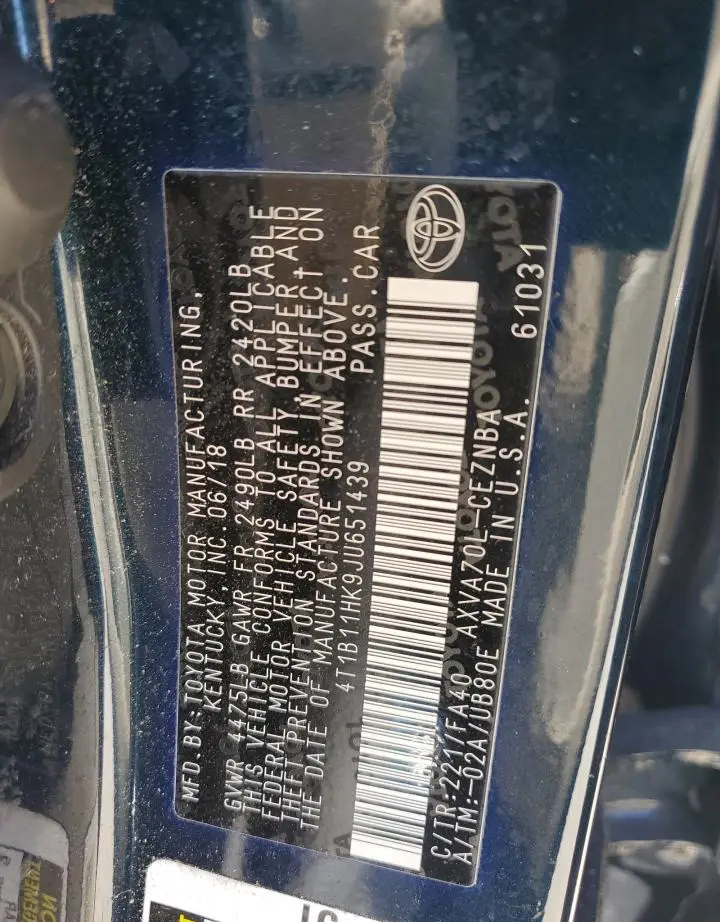 MFD.BY:TOYOTA MOTOR MANUFACTURING,
KENTUCKY, INC. 06/18
GVWR 4475LB GAWR FR 2490LB RR 2420LB
THIS VEHICLE CONFORMS TO ALL APPLICABLE
FEDERAL MOTOR VEHICLE SAFETY BUMPER AND
THEFT PREVENTION STANDARDS IN EFFECT ON
THE DATE OF MANUFACTURE SHOWN ABOVE.
4T1B11HK9JU651439 PASS.CAR
C/TR:221/FA40 AXVA70L-CEZNBA
A/TM:-02A/UB80E MADE IN U.S.A. 61031